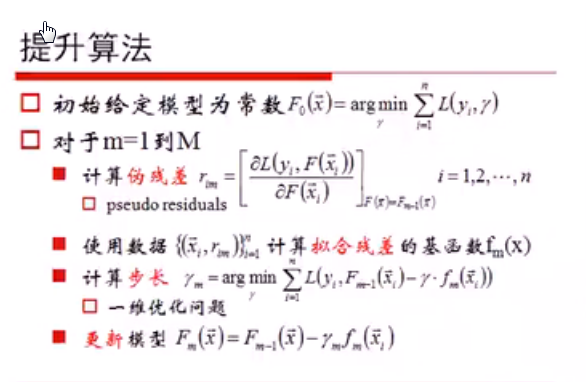 提升算法
初始给定模型为常数 $F_0(\vec{x}) = \arg\min_{\gamma} \sum_{i=1}^{n} L(y_i, \gamma)$
对于m=1到M
计算伪残差 $r_{im} = \left[ \frac{\partial L(y_i, F(\vec{x}_i))}{\partial F(\vec{x}_i)} \right]_{F(\vec{x})=F_{m-1}(\vec{x})}$ $i = 1,2,\cdots,n$
pseudo residuals
使用数据 $\{(\vec{x}_i, r_{im})\}_{i=1}^{n}$ 计算拟合残差的基函数f_m(x)
计算步长 $\gamma_m = \arg\min_{\gamma} \sum_{i=1}^{n} L(y_i, F_{m-1}(\vec{x}_i) - \gamma \cdot f_m(\vec{x}_i))$
一维优化问题
更新模型 $F_m(\vec{x}) = F_{m-1}(\vec{x}) - \gamma_m f_m(\vec{x}_i)$